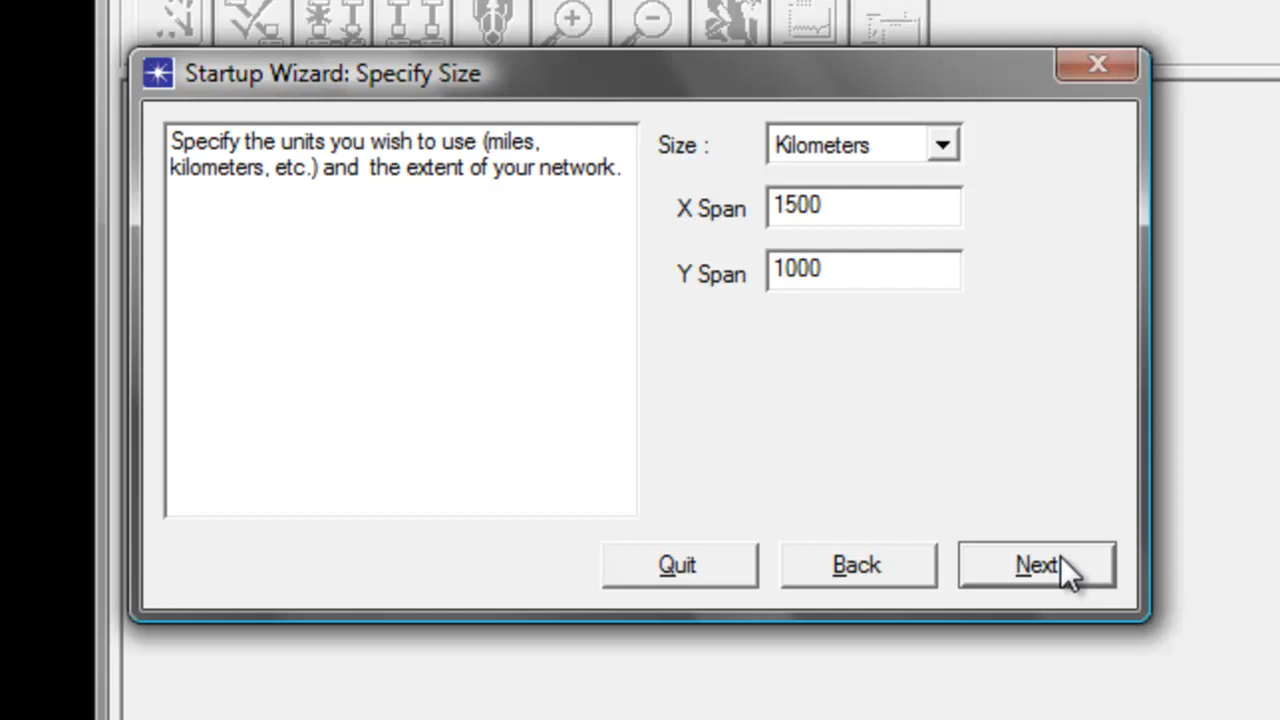 Startup Wizard: Specify Size
Specify the units you wish to use (miles,
kilometers, etc.) and  the extent of your network.
Size :
Kilometers
X Span
1500
Y Span
1000
Quit
Back
Next